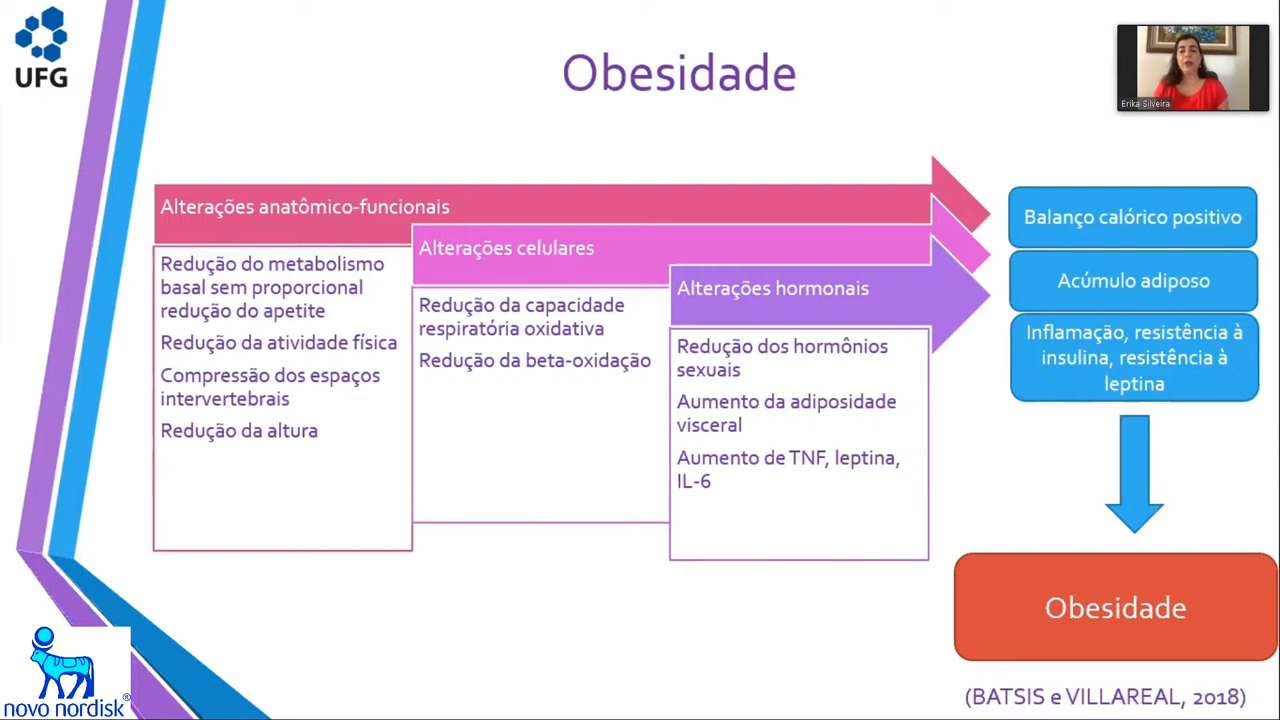 UFG
Obesidade
Erika Silveira
Alterações anatômico-funcionais
Redução do metabolismo
basal sem proporcional
redução do apetite
Redução da atividade física
Compressão dos espaços
intervertebrais
Redução da altura
Alterações celulares
Redução da capacidade
respiratória oxidativa
Redução da beta-oxidação
Alterações hormonais
Redução dos hormônios
sexuais
Aumento da adiposidade
visceral
Aumento de TNF, leptina,
IL-6
Balanço calórico positivo
Acúmulo adiposo
Inflamação, resistência à
insulina, resistência à
leptina
Obesidade
(BATSIS e VILLAREAL, 2018)
novo nordisk®